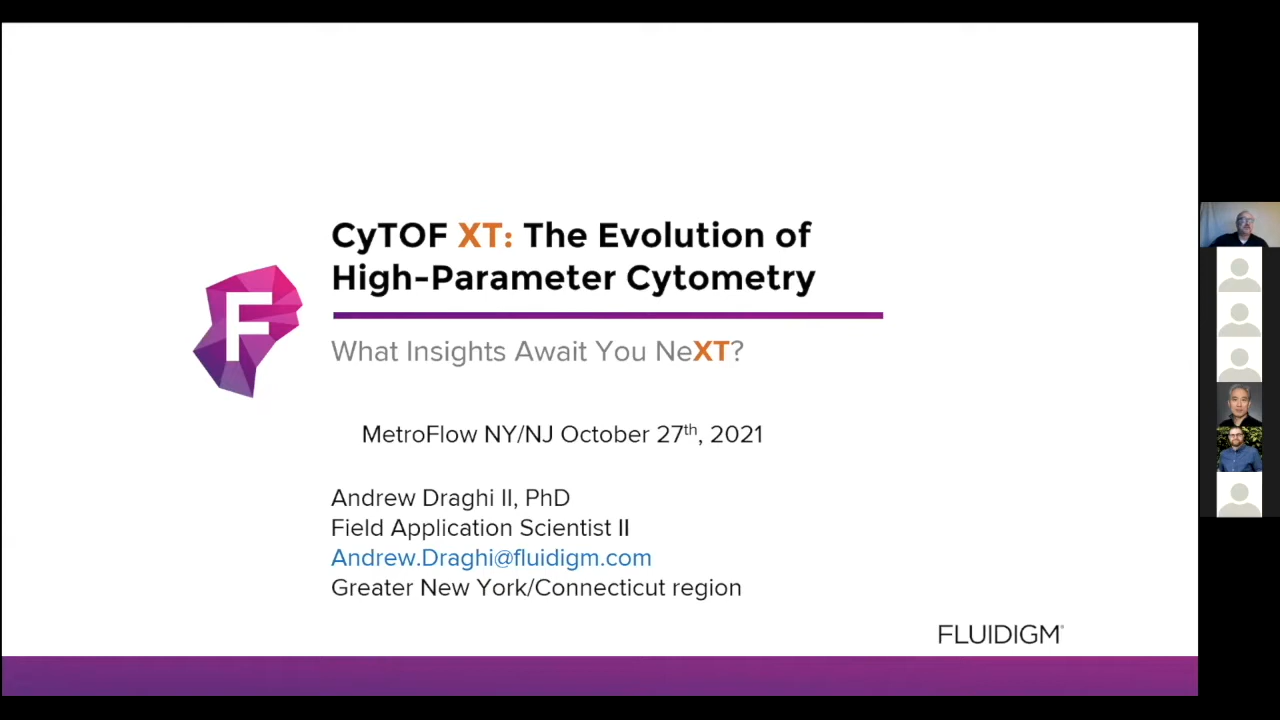 CyTOF XT: The Evolution of
High-Parameter Cytometry
F
What Insights Await You NeXT?
MetroFlow NY/NJ October 27th, 2021
Andrew Draghi II, PhD
Field Application Scientist II
Andrew.Draghi@fluidigm.com
Greater New York/Connecticut region
FLUIDIGM®